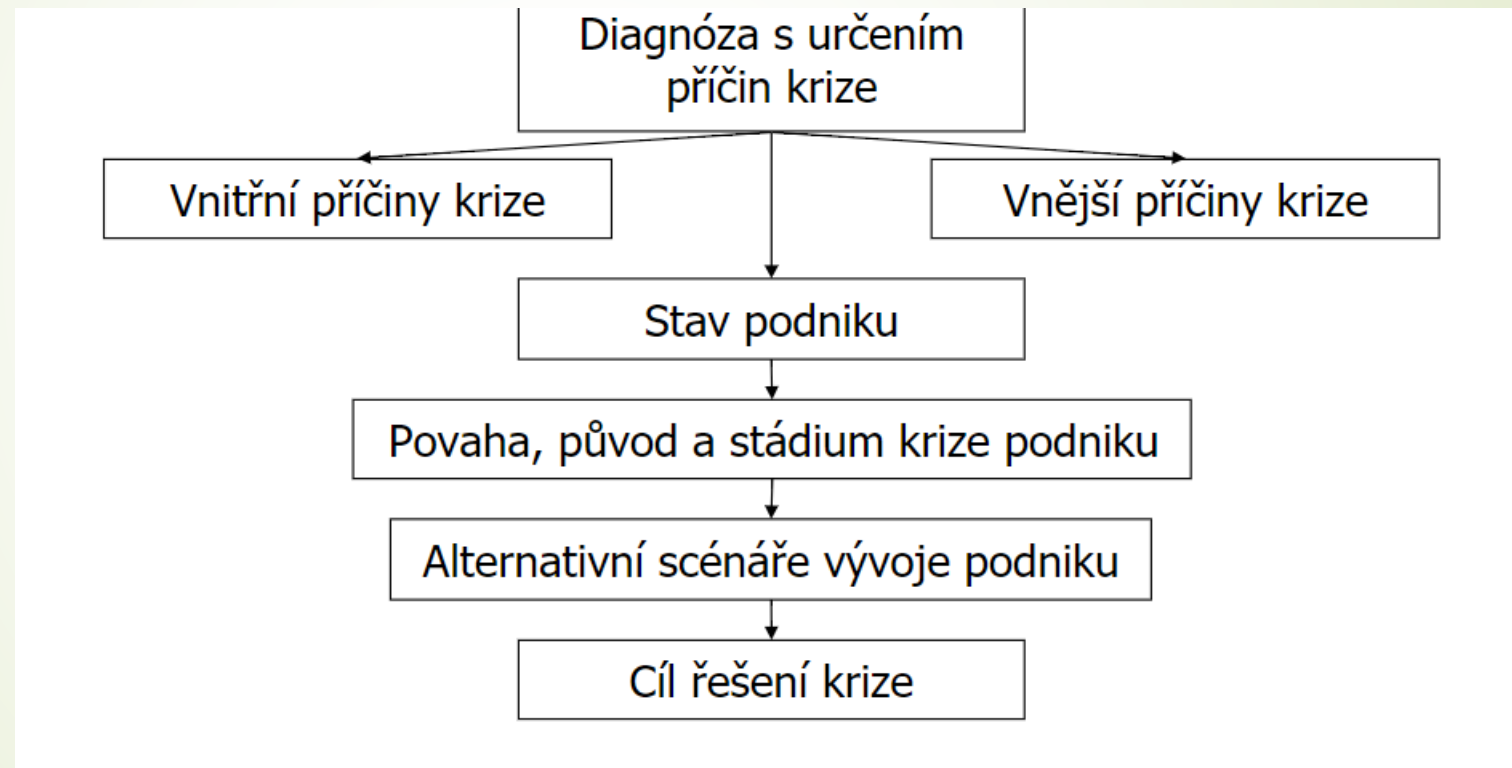 Diagnóza s určením
příčin krize
Vnitřní příčiny krize
Vnější příčiny krize
Stav podniku
Povaha, původ a stádium krize podniku
Alternativní scénáře vývoje podniku
Cíl řešení krize